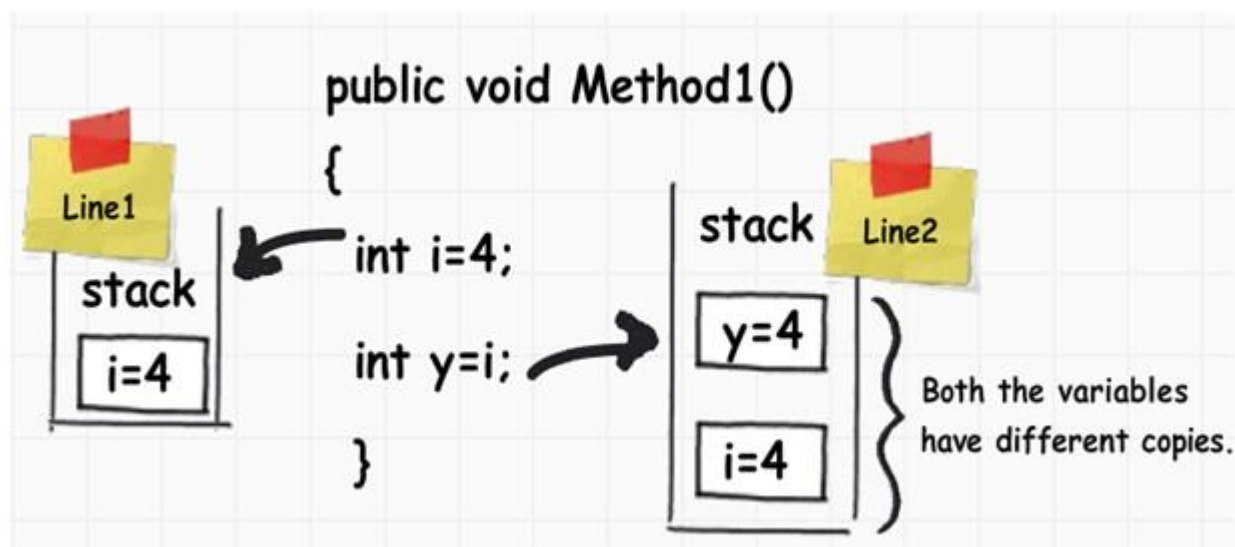 public void Method1()
{
Line1
stack
i=4
int i=4;
int y=i;
}
stack
Line2
y=4
i=4
Both the variables
have different copies.